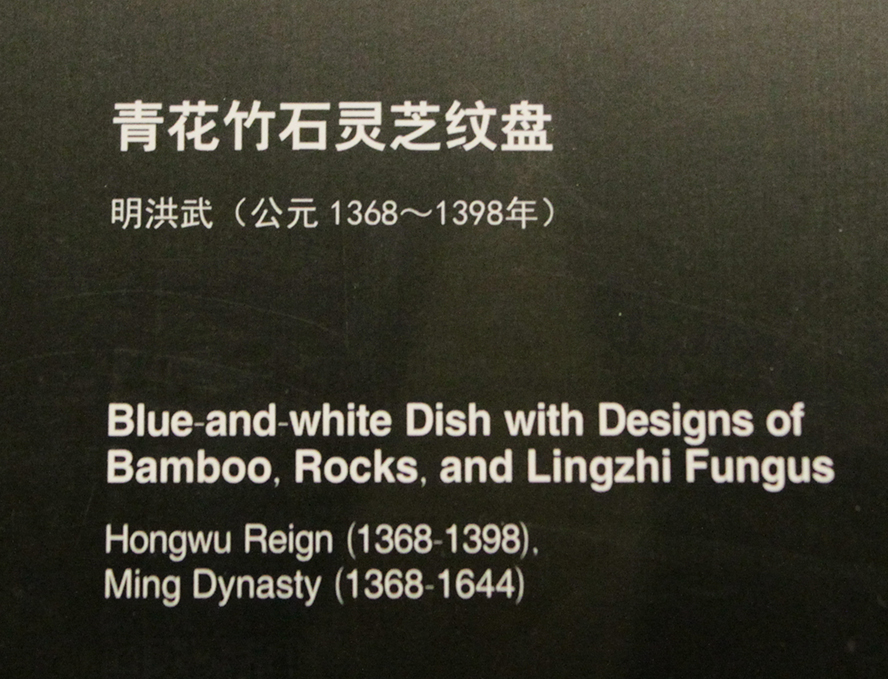 青花竹石灵芝纹盘
明洪武（公元 1368～1398年）
Blue-and-white Dish with Designs of
Bamboo, Rocks, and Lingzhi Fungus
Hongwu Reign (1368-1398),
Ming Dynasty (1368-1644)